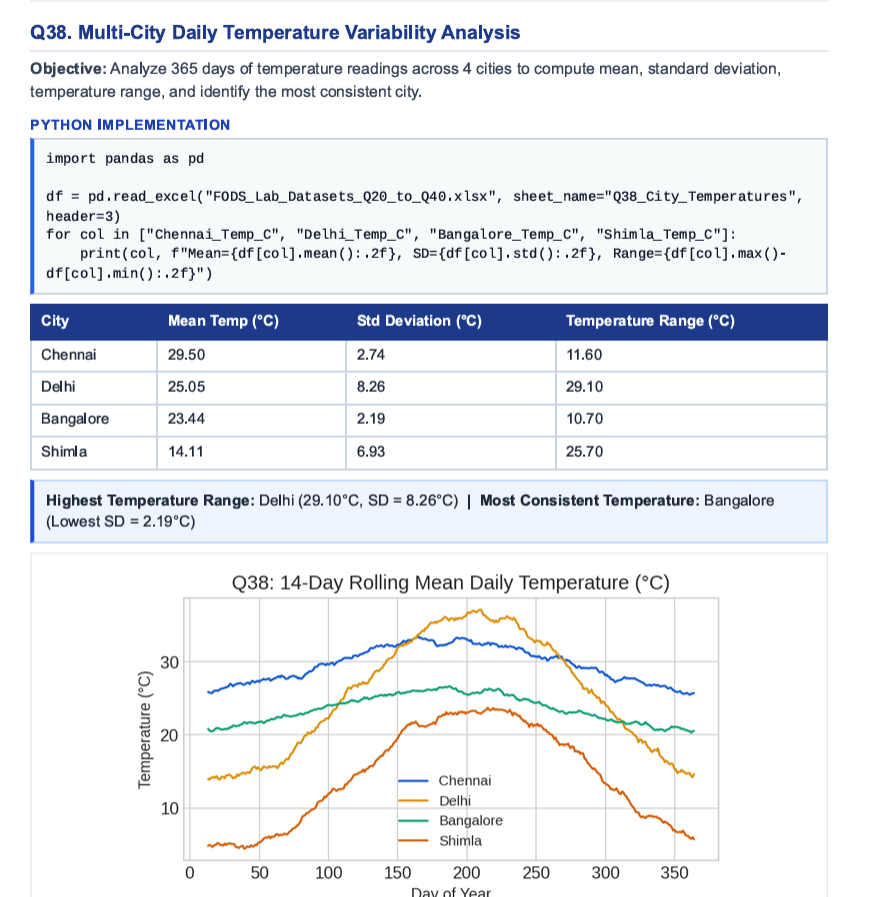 Q38. Multi-City Daily Temperature Variability Analysis
Objective: Analyze 365 days of temperature readings across 4 cities to compute mean, standard deviation,
temperature range, and identify the most consistent city.
PYTHON IMPLEMENTATION
import pandas as pd
df = pd.read_excel("FODS_Lab_Datasets_Q20_to_Q40.xlsx", sheet_name="Q38_City_Temperatures",
header=3)
for col in ["Chennai_Temp_C", "Delhi_Temp_C", "Bangalore_Temp_C", "Shimla_Temp_C"]:
    print(col, f"Mean={df[col].mean():.2f}, SD={df[col].std():.2f}, Range={df[col].max()-
df[col].min():.2f}")
City Mean Temp (°C) Std Deviation (°C) Temperature Range (°C)
Chennai 29.50 2.74 11.60
Delhi 25.05 8.26 29.10
Bangalore 23.44 2.19 10.70
Shimla 14.11 6.93 25.70
Highest Temperature Range: Delhi (29.10°C, SD = 8.26°C) | Most Consistent Temperature: Bangalore
(Lowest SD = 2.19°C)
Q38: 14-Day Rolling Mean Daily Temperature (°C)
Temperature (°C)
30
20
10
Chennai
Delhi
Bangalore
Shimla
0 50 100 150 200 250 300 350
Day of Year